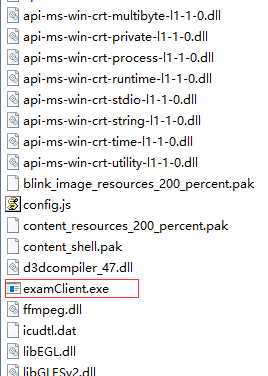 api-ms-win-crt-multibyte-l1-1-0.dll
api-ms-win-crt-private-l1-1-0.dll
api-ms-win-crt-process-l1-1-0.dll
api-ms-win-crt-runtime-l1-1-0.dll
api-ms-win-crt-stdio-l1-1-0.dll
api-ms-win-crt-string-l1-1-0.dll
api-ms-win-crt-time-l1-1-0.dll
api-ms-win-crt-utility-l1-1-0.dll
blink_image_resources_200_percent.pak
config.js
content_resources_200_percent.pak
content_shell.pak
d3dcompiler_47.dll
examClient.exe
ffmpeg.dll
icudtl.dat
libEGL.dll
libGLESv2.dll